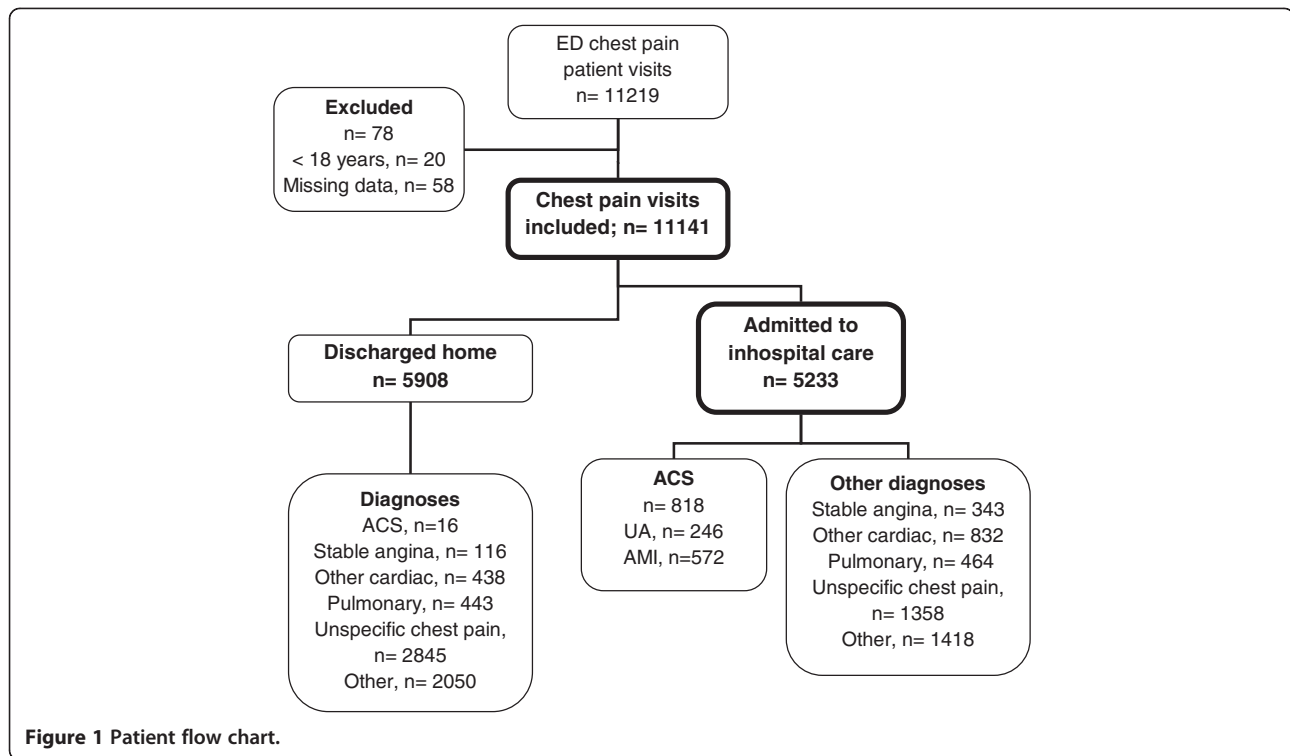 ED chest pain
patient visits
n= 11219
Excluded
n= 78
< 18 years, n= 20
Missing data, n= 58
Chest pain visits
included; n= 11141
Discharged home
n= 5908
Admitted to
inhospital care
n= 5233
Diagnoses
ACS, n=16
Stable angina, n= 116
Other cardiac, n= 438
Pulmonary, n= 443
Unspecific chest pain,
n= 2845
Other, n= 2050
ACS
n= 818
UA, n= 246
AMI, n=572
Other diagnoses
Stable angina, n= 343
Other cardiac, n= 832
Pulmonary, n= 464
Unspecific chest pain,
n= 1358
Other, n= 1418
Figure 1 Patient flow chart.